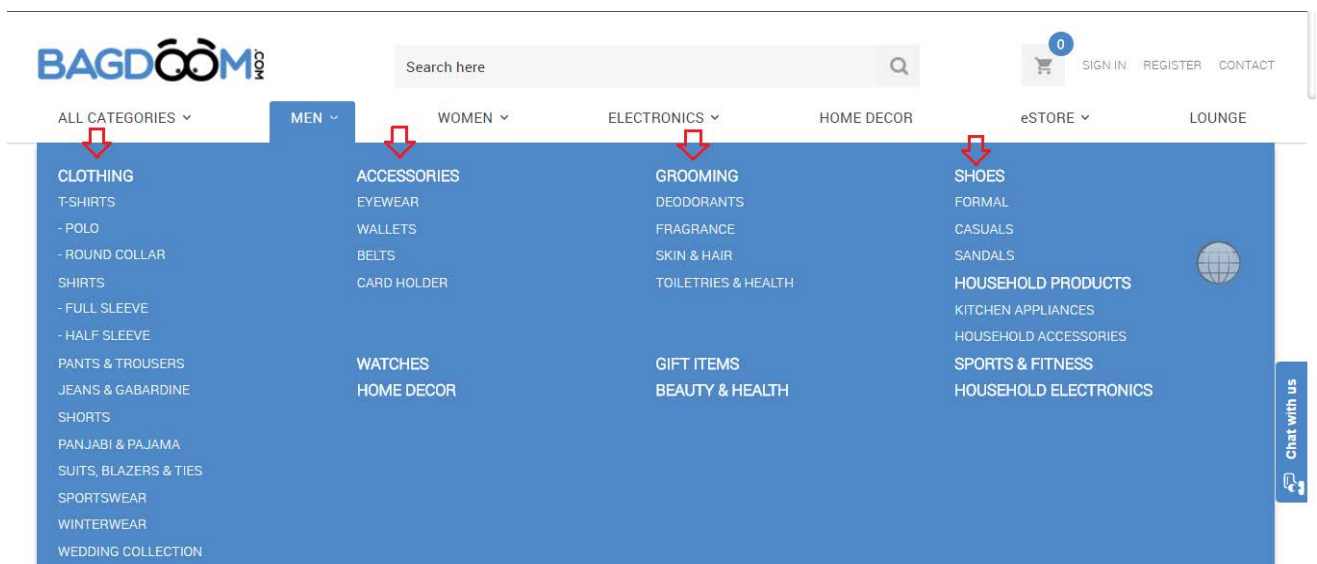 BAGDOOM.COM
Search here
0
SIGN IN REGISTER CONTACT
ALL CATEGORIES MEN WOMEN ELECTRONICS HOME DECOR eSTORE LOUNGE
CLOTHING
T-SHIRTS
- POLO
- ROUND COLLAR
SHIRTS
- FULL SLEEVE
- HALF SLEEVE
PANTS & TROUSERS
JEANS & GABARDINE
SHORTS
PANJABI & PAJAMA
SUITS, BLAZERS & TIES
SPORTSWEAR
WINTERWEAR
WEDDING COLLECTION
ACCESSORIES
EYEWEAR
WALLETS
BELTS
CARD HOLDER
WATCHES
HOME DECOR
GROOMING
DEODORANTS
FRAGRANCE
SKIN & HAIR
TOILETRIES & HEALTH
GIFT ITEMS
BEAUTY & HEALTH
SHOES
FORMAL
CASUALS
SANDALS
HOUSEHOLD PRODUCTS
KITCHEN APPLIANCES
HOUSEHOLD ACCESSORIES
SPORTS & FITNESS
HOUSEHOLD ELECTRONICS
Chat with us